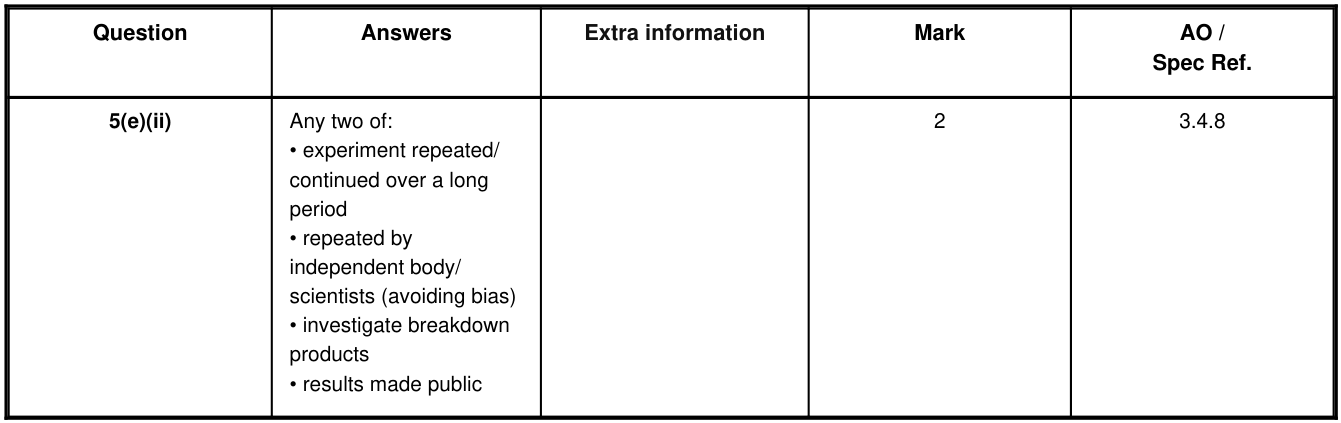 Question
Answers
Extra information
Mark
AO /
Spec Ref.
5(e)(ii)
Any two of:
• experiment repeated/
continued over a long
period
• repeated by
independent body/
scientists (avoiding bias)
• investigate breakdown
products
• results made public
2
3.4.8